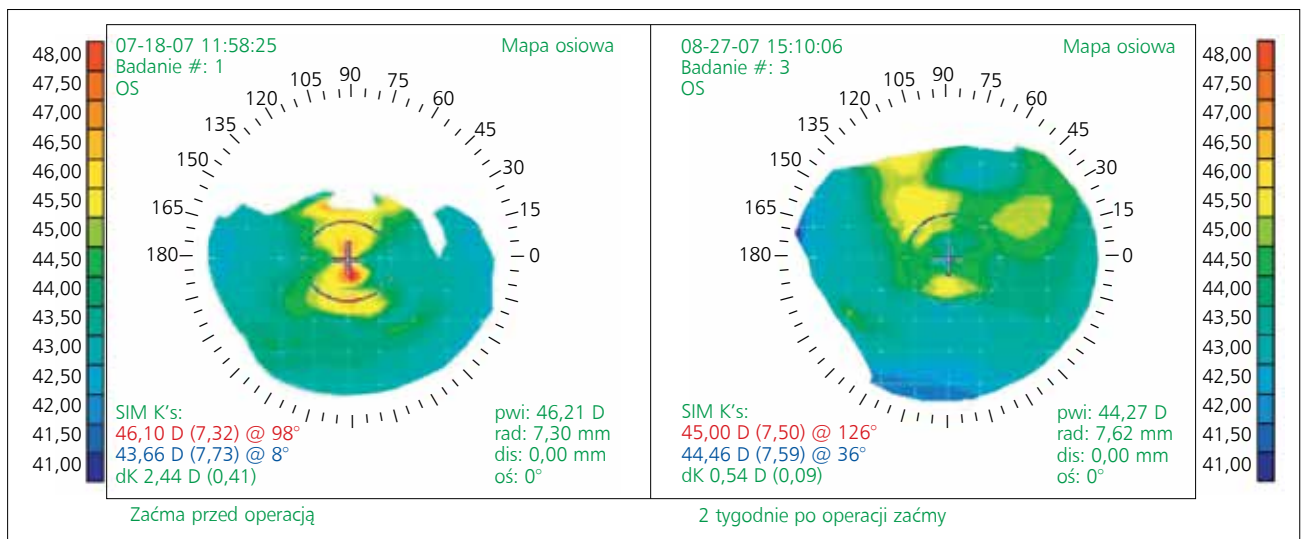 48,00
47,50
47,00
46,50
46,00
45,50
45,00
44,50
44,00
43,50
43,00
42,50
42,00
41,50
41,00
07-18-07 11:58:25
Mapa osiowa
Badanie #: 1
OS
180
165
150
135
120
105
90
75
60
45
30
15
0
SIM K's:
46,10 D (7,32) @ 98°
43,66 D (7,73) @ 8°
dK 2,44 D (0,41)
pwi: 46,21 D
rad: 7,30 mm
dis: 0,00 mm
oś: 0°
Zaćma przed operacją
08-27-07 15:10:06
Mapa osiowa
Badanie #: 3
OS
180
165
150
135
120
105
90
75
60
45
30
15
0
SIM K's:
45,00 D (7,50) @ 126°
44,46 D (7,59) @ 36°
dK 0,54 D (0,09)
pwi: 44,27 D
rad: 7,62 mm
dis: 0,00 mm
oś: 0°
2 tygodnie po operacji zaćmy
48,00
47,50
47,00
46,50
46,00
45,50
45,00
44,50
44,00
43,50
43,00
42,50
42,00
41,50
41,00